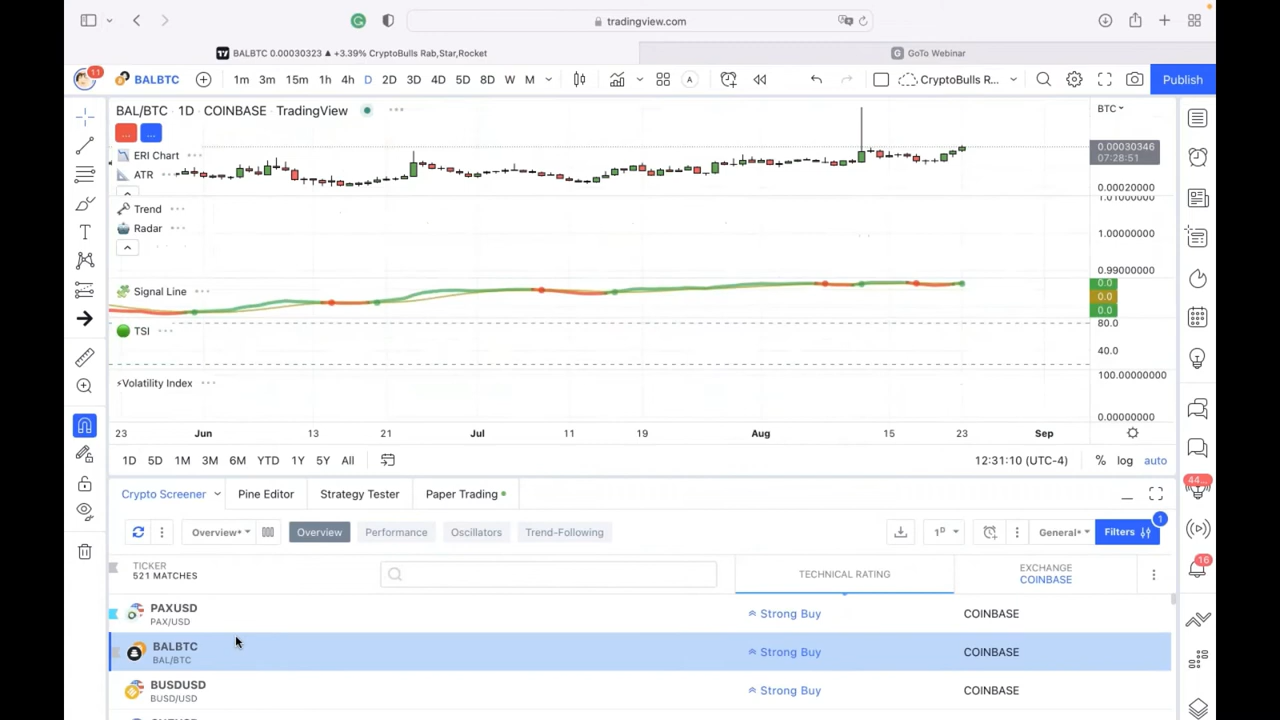 tradingview.com
BALBTC 0.00030323 ▲ +3.39% CryptoBulls Rab,Star,Rocket
GoTo Webinar
11
BALBTC
1m 3m 15m 1h 4h D 2D 3D 4D 5D 8D W M
A
CryptoBulls R...
Publish
BAL/BTC 1D COINBASE TradingView
BTC
... ...
0.00030346
07:28:51
ERI Chart
ATR
0.00020000
1.01000000
Trend
Radar
1.00000000
0.99000000
Signal Line
0.0
0.0
0.0
TSI
80.0
40.0
Volatility Index
100.00000000
0.00000000
23 Jun 13 21 Jul 11 19 Aug 15 23 Sep
1D 5D 1M 3M 6M YTD 1Y 5Y All
12:31:10 (UTC-4) % log auto
44...
Crypto Screener Pine Editor Strategy Tester Paper Trading
Overview* Overview Performance Oscillators Trend-Following
1D General* Filters 1
16
TICKER
521 MATCHES
TECHNICAL RATING
EXCHANGE
COINBASE
PAXUSD
PAX/USD
Strong Buy
COINBASE
BALBTC
BAL/BTC
Strong Buy
COINBASE
BUSDUSD
BUSD/USD
Strong Buy
COINBASE